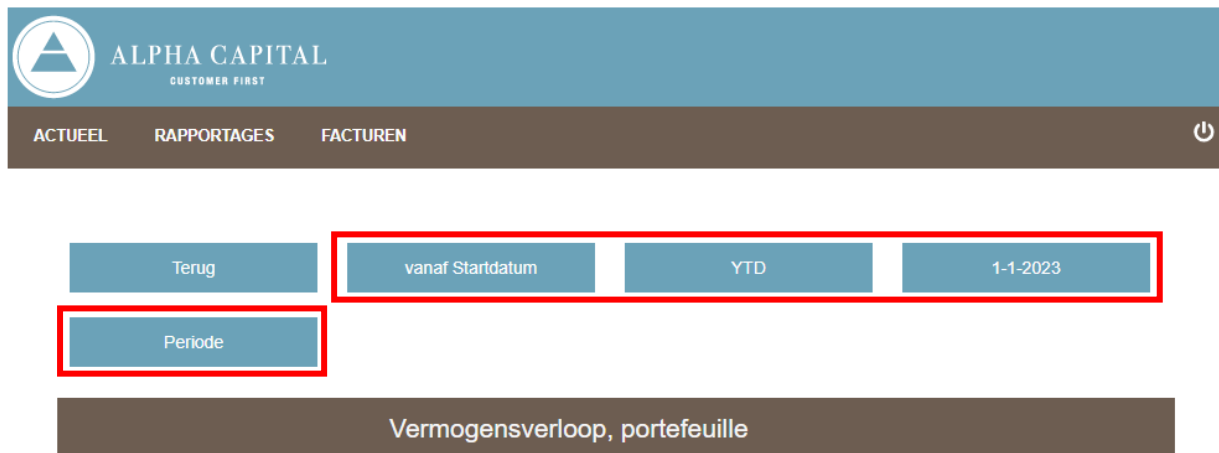 ALPHA CAPITAL
CUSTOMER FIRST
ACTUEEL RAPPORTAGES FACTUREN
Terug vanaf Startdatum YTD 1-1-2023
Periode
Vermogensverloop, portefeuille